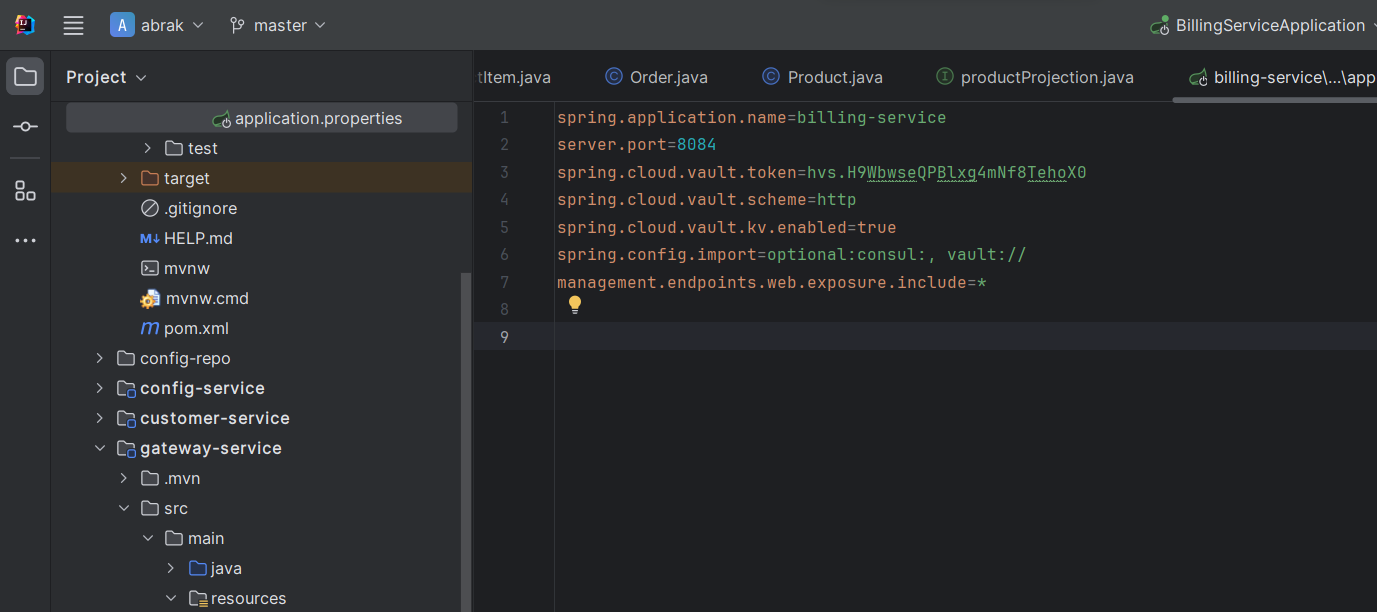 A abrak master BillingServiceApplication
Project
tItem.java Order.java Product.java productProjection.java billing-service\...\app
application.properties
test
target
.gitignore
HELP.md
mvnw
mvnw.cmd
pom.xml
config-repo
config-service
customer-service
gateway-service
.mvn
src
main
java
resources
1 spring.application.name=billing-service
2 server.port=8084
3 spring.cloud.vault.token=hvs.H9WbwseQPBlxg4mNf8TehoX0
4 spring.cloud.vault.scheme=http
5 spring.cloud.vault.kv.enabled=true
6 spring.config.import=optional:consul:, vault://
7 management.endpoints.web.exposure.include=*
8
9